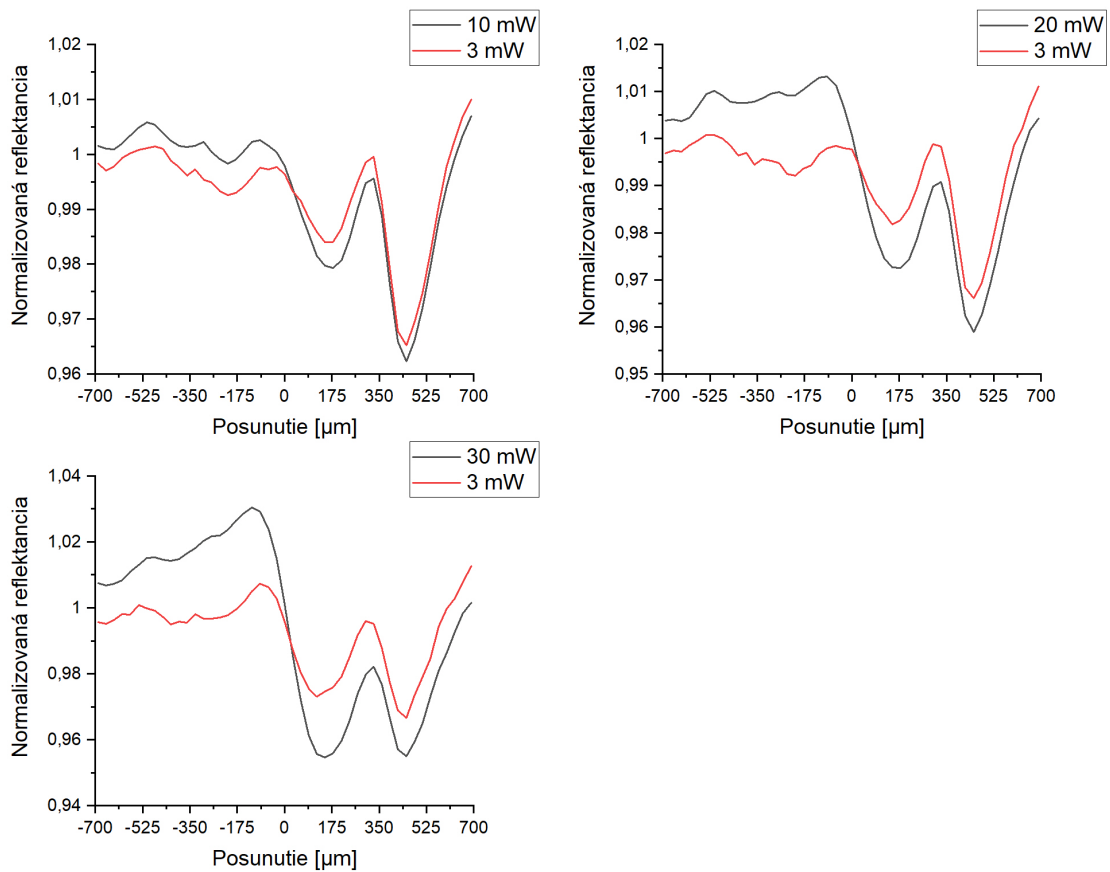 10 mW
3 mW
1,02
1,01
1
0,99
0,98
0,97
0,96
Normalizovaná reflektancia
-700 -525 -350 -175 0 175 350 525 700
Posunutie [µm]
20 mW
3 mW
1,02
1,01
1
0,99
0,98
0,97
0,96
0,95
Normalizovaná reflektancia
-700 -525 -350 -175 0 175 350 525 700
Posunutie [µm]
30 mW
3 mW
1,04
1,02
1
0,98
0,96
0,94
Normalizovaná reflektancia
-700 -525 -350 -175 0 175 350 525 700
Posunutie [µm]